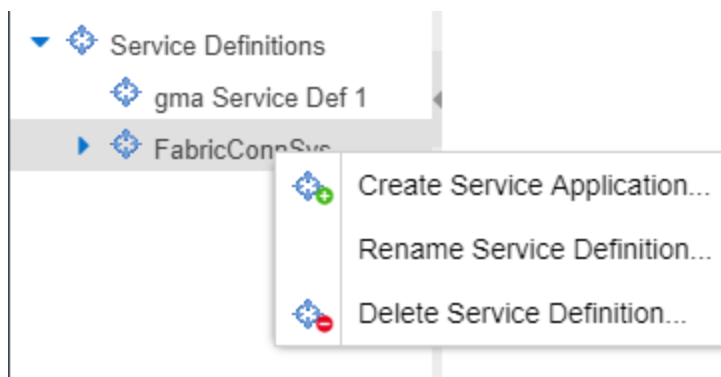 Service Definitions
gma Service Def 1
FabricConnSys
Create Service Application...
Rename Service Definition...
Delete Service Definition...